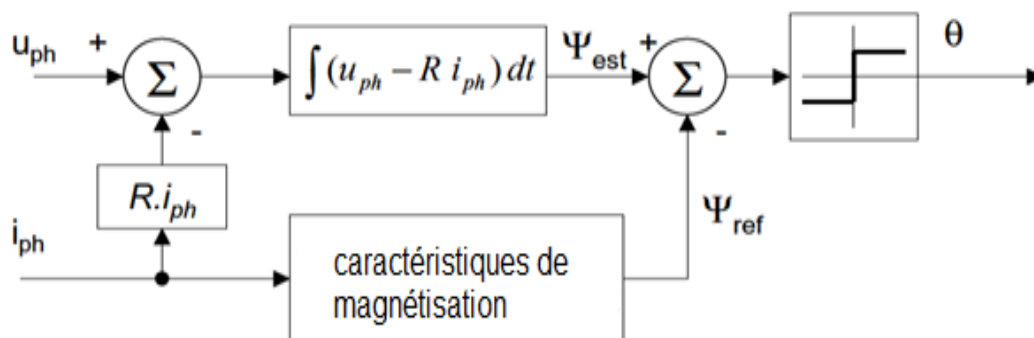 u_ph
+
Σ
-
∫(u_ph − R i_ph) dt
Ψ_est
+
Σ
-
θ
R.i_ph
i_ph
caractéristiques de
magnétisation
Ψ_ref